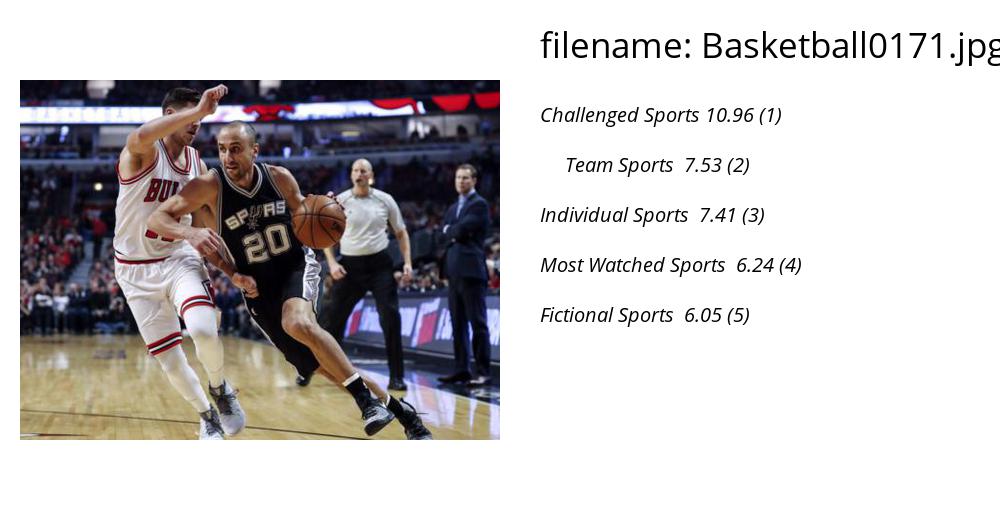 filename: Basketball0171.jpg
Challenged Sports 10.96 (1)
Team Sports 7.53 (2)
Individual Sports 7.41 (3)
Most Watched Sports 6.24 (4)
Fictional Sports 6.05 (5)
BUL
SPURS
20